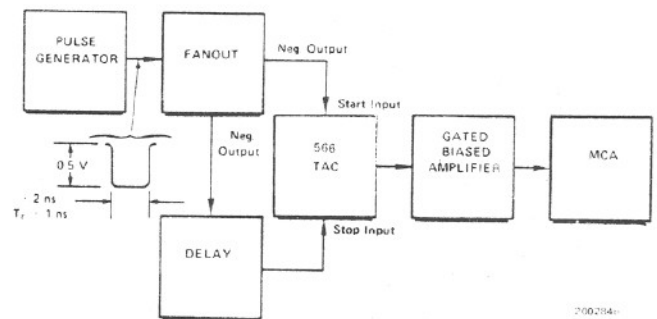 PULSE
GENERATOR
FANOUT
Neg. Output
Start Input
Neg.
Output
0.5 V
2 ns
Tr · 1 ns
566
TAC
GATED
BIASED
AMPLIFIER
MCA
DELAY
Stop Input